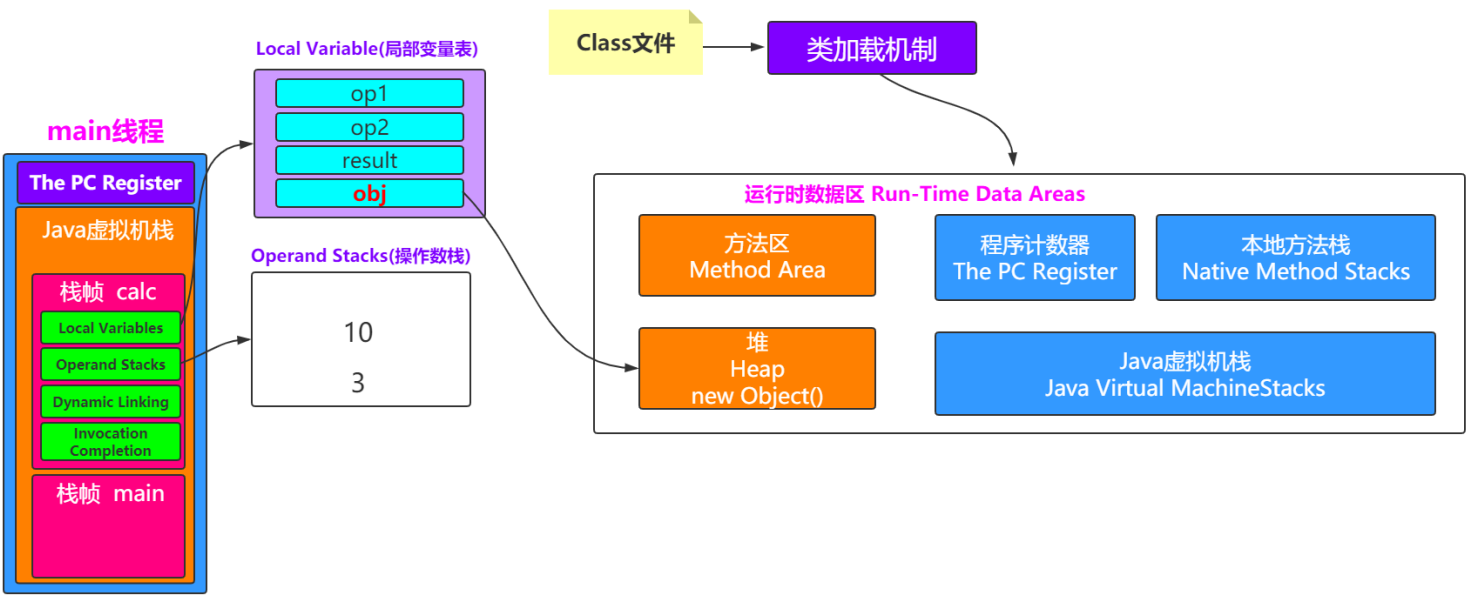 main线程
The PC Register
Java虚拟机栈
栈帧 calc
Local Variables
Operand Stacks
Dynamic Linking
Invocation
Completion
栈帧 main
Local Variable(局部变量表)
op1
op2
result
obj
Operand Stacks(操作数栈)
10
3
Class文件
类加载机制
运行时数据区 Run-Time Data Areas
方法区
Method Area
程序计数器
The PC Register
本地方法栈
Native Method Stacks
堆
Heap
new Object()
Java虚拟机栈
Java Virtual MachineStacks